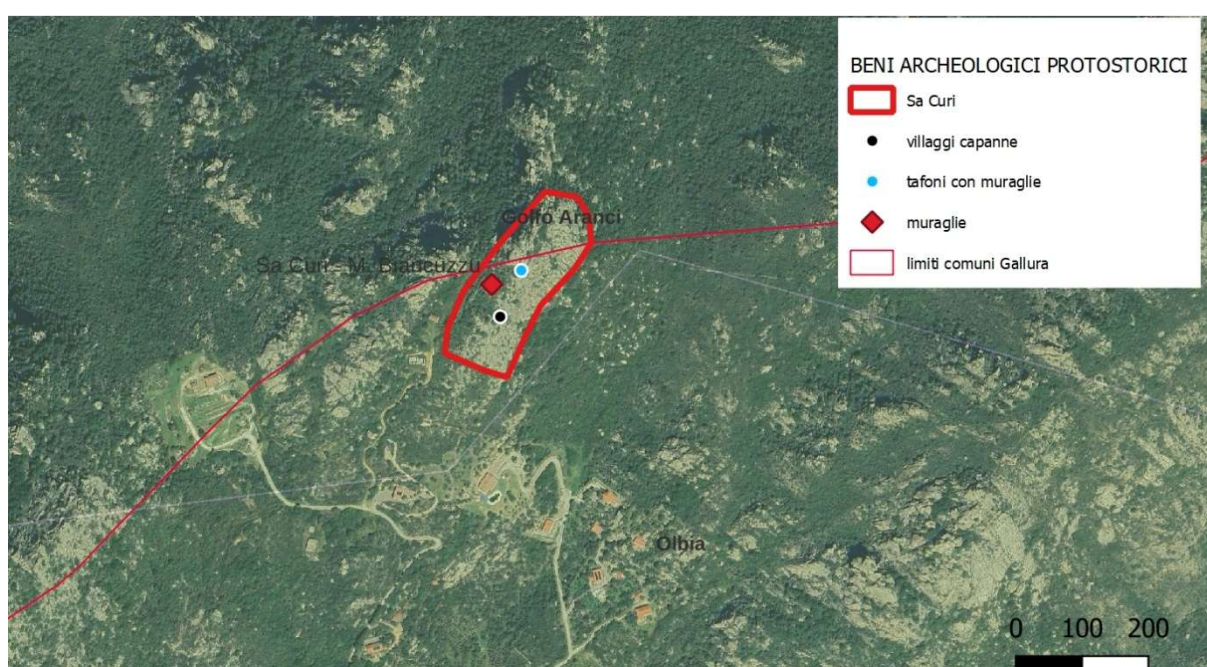 BENI ARCHEOLOGICI PROTOSTORICI
Sa Curi
villaggi capanne
tafoni con muraglie
muraglie
limiti comuni Gallura
Golfo Aranci
Sa Curi - M. Biancuzzu
Olbia
0 100 200